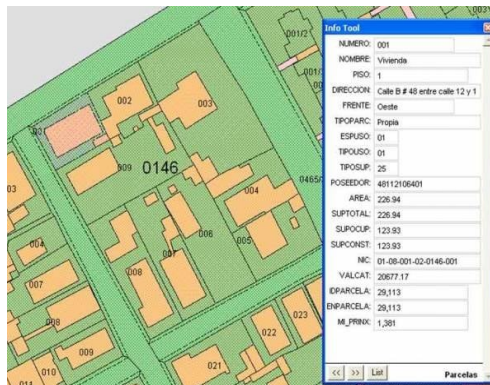 001/2
002
003
001
009
0146
03
004
006
005
007
008
004
007
008
009
010
011
021
022
023
Info Tool
NUMERO: 001
NOMBRE: Vivienda
PISO: 1
DIRECCION: Calle B # 48 entre calle 12 y 1
FRENTE: Oeste
TIPOPARC: Propia
ESPUSO: 01
TIPOUSO: 01
TIPOSUP: 25
POSEEDOR: 48112106401
AREA: 226.94
SUPTOTAL: 226.94
SUPOCUP: 123.93
SUPCONST: 123.93
NIC: 01-08-001-02-0146-001
VALCAT: 20677.17
IDPARCELA: 29,113
ENPARCELA: 29,113
MI_PRINX: 1,381
<< >> List Parcelas